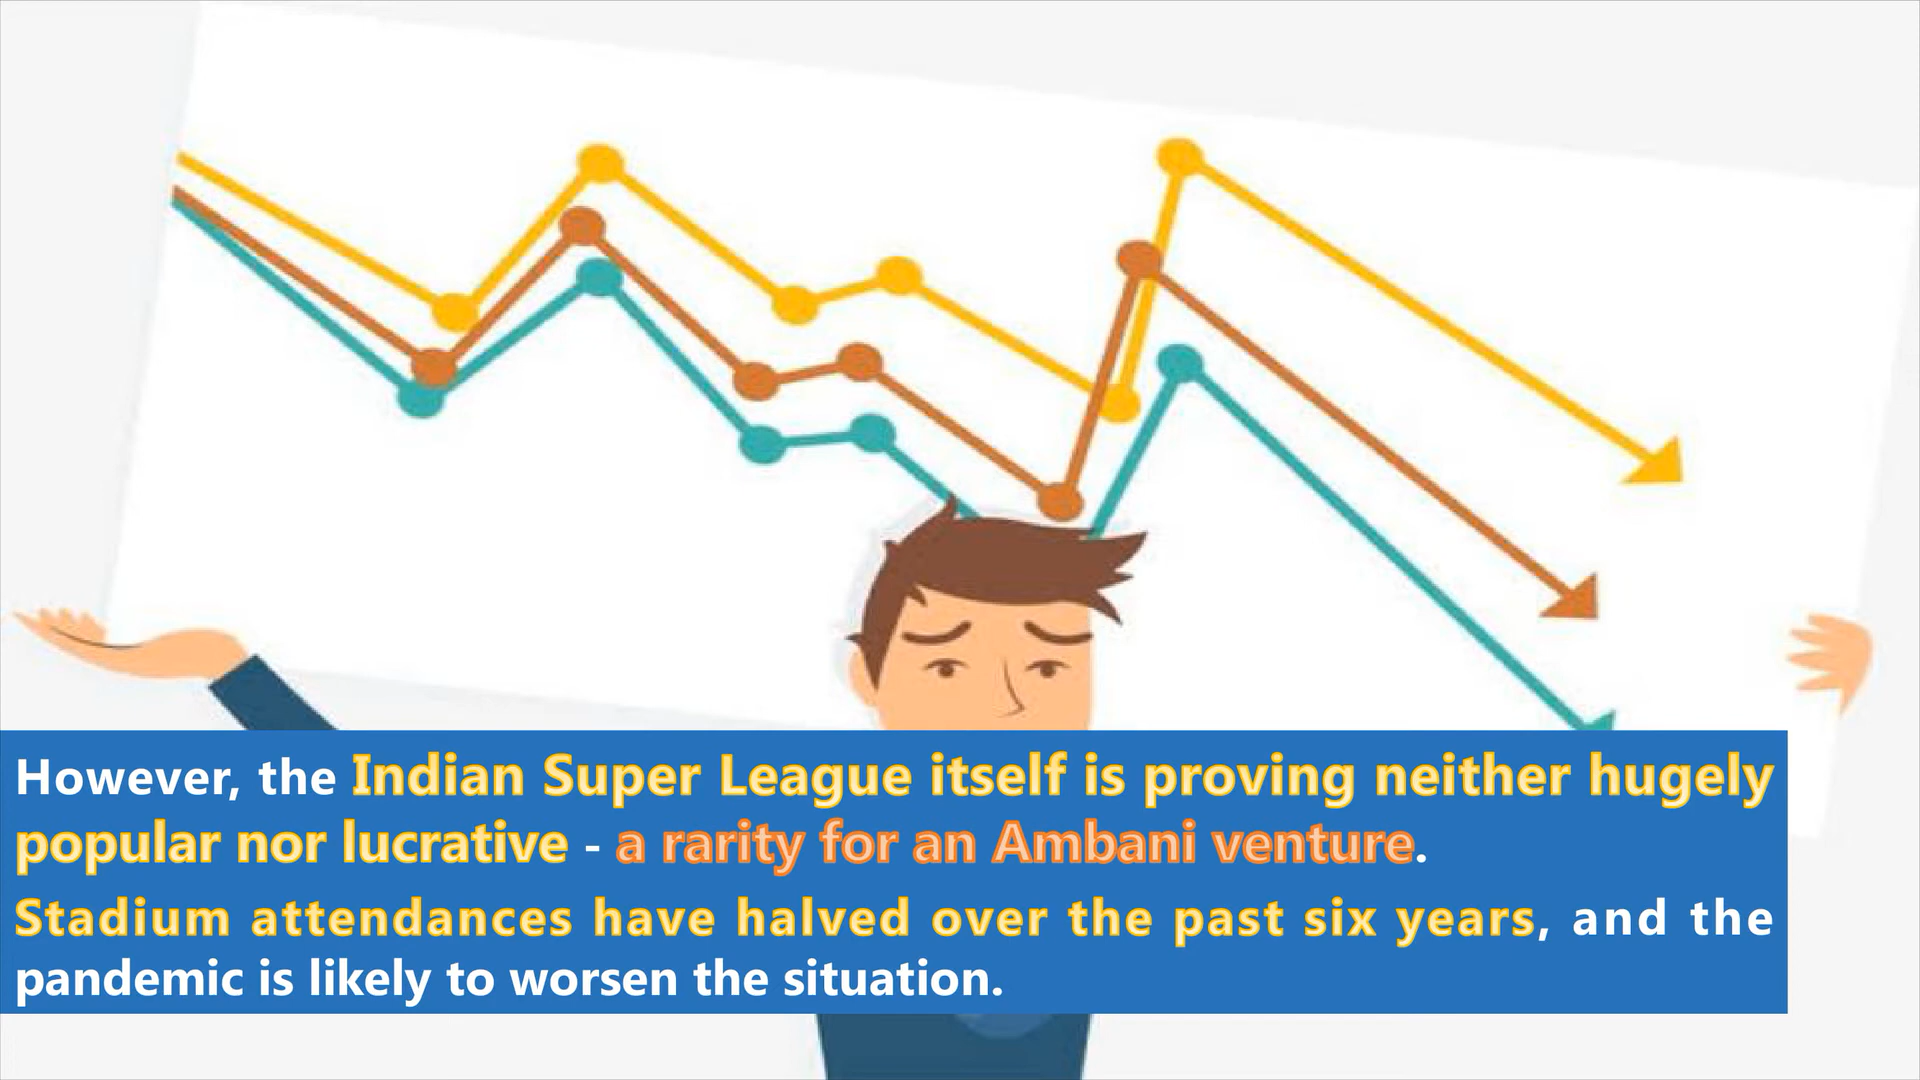 However, the Indian Super League itself is proving neither hugely
popular nor lucrative - a rarity for an Ambani venture.
Stadium attendances have halved over the past six years, and the
pandemic is likely to worsen the situation.